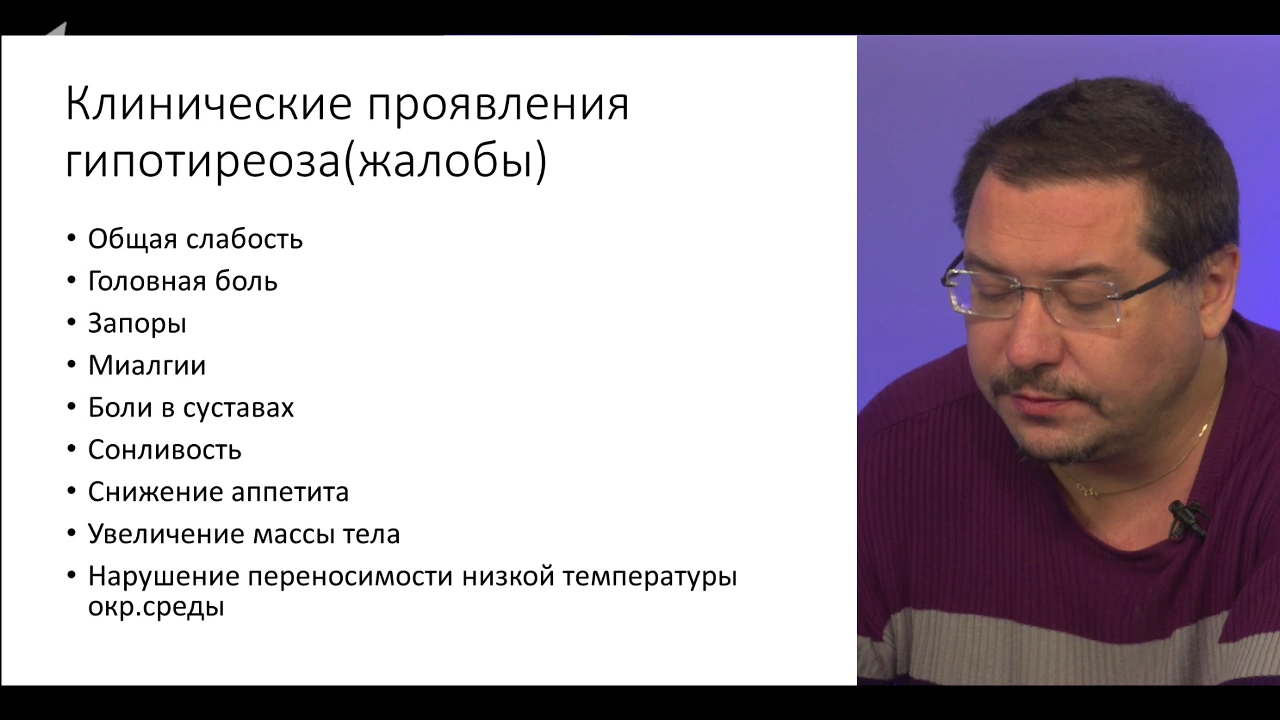 Клинические проявления
гипотиреоза(жалобы)
• Общая слабость
• Головная боль
• Запоры
• Миалгии
• Боли в суставах
• Сонливость
• Снижение аппетита
• Увеличение массы тела
• Нарушение переносимости низкой температуры
окр.среды